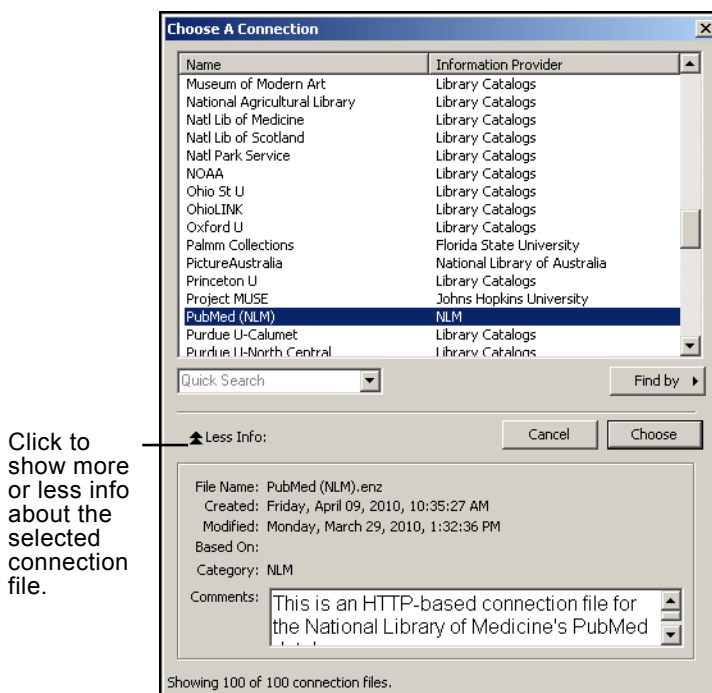 Choose A Connection
Name Information Provider
Museum of Modern Art Library Catalogs
National Agricultural Library Library Catalogs
Natl Lib of Medicine Library Catalogs
Natl Lib of Scotland Library Catalogs
Natl Park Service Library Catalogs
NOAA Library Catalogs
Ohio St U Library Catalogs
OhioLINK Library Catalogs
Oxford U Library Catalogs
Palmm Collections Florida State University
PictureAustralia National Library of Australia
Princeton U Library Catalogs
Project MUSE Johns Hopkins University
PubMed (NLM) NLM
Purdue U-Calumet Library Catalogs
Purdue U-North Central Library Catalogs
Quick Search Find by
Less Info: Cancel Choose
Click to
show more
or less info
about the
selected
connection
file.
File Name: PubMed (NLM).enz
Created: Friday, April 09, 2010, 10:35:27 AM
Modified: Monday, March 29, 2010, 1:32:36 PM
Based On:
Category: NLM
Comments: This is an HTTP-based connection file for
the National Library of Medicine's PubMed
Showing 100 of 100 connection files.